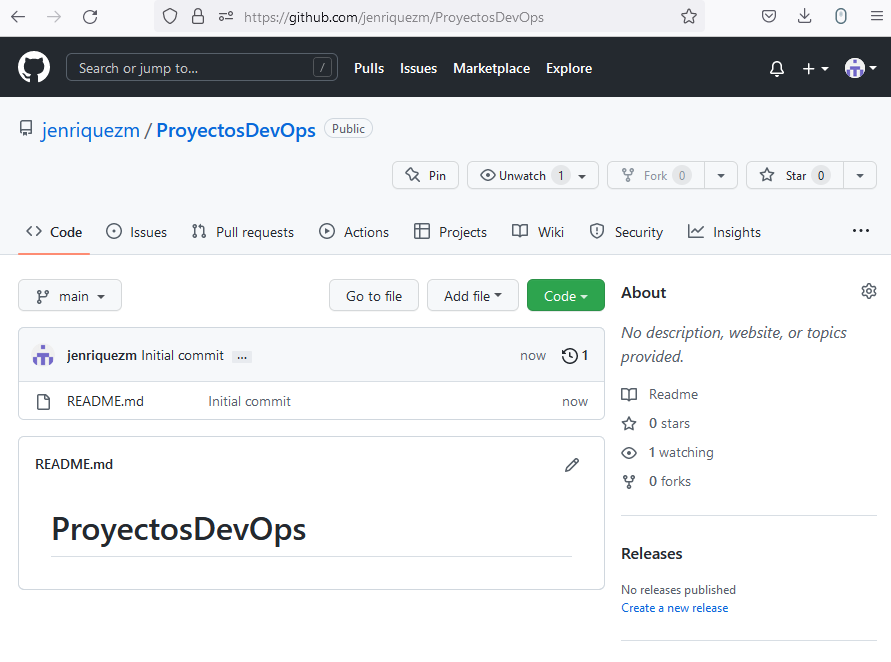 https://github.com/jenriquezm/ProyectosDevOps
Search or jump to... /
Pulls Issues Marketplace Explore
jenriquezm / ProyectosDevOps Public
Pin Unwatch 1 Fork 0 Star 0
Code Issues Pull requests Actions Projects Wiki Security Insights ...
main Go to file Add file Code
jenriquezm Initial commit ... now 1
README.md Initial commit now
README.md
ProyectosDevOps
About
No description, website, or topics
provided.
Readme
0 stars
1 watching
0 forks
Releases
No releases published
Create a new release